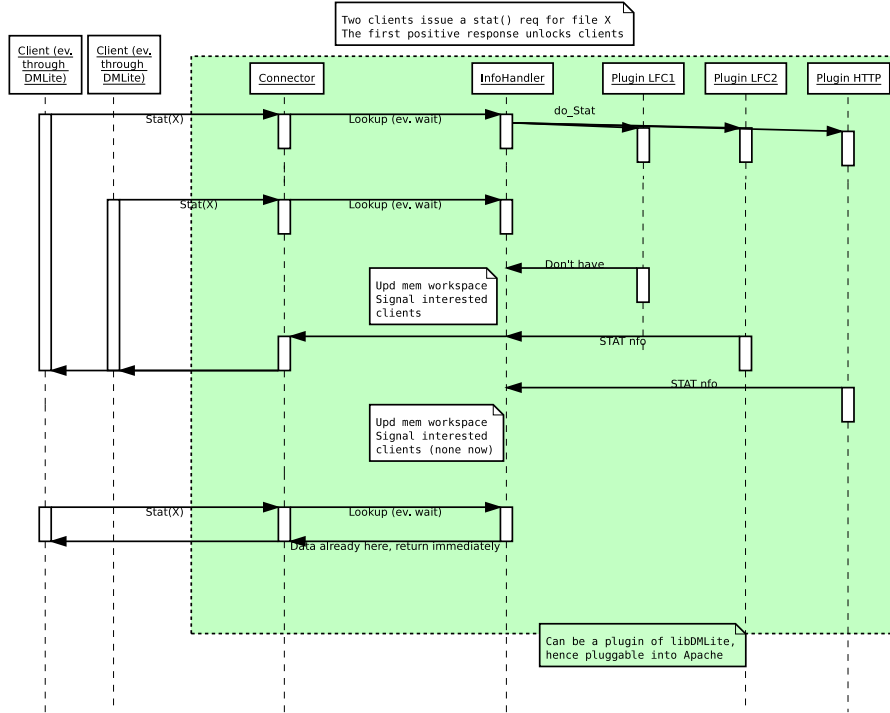 Two clients issue a stat() req for file X
The first positive response unlocks clients
Client (ev.
through
DMLite)
Client (ev.
through
DMLite)
Connector
InfoHandler
Plugin LFC1
Plugin LFC2
Plugin HTTP
Stat(X)
Lookup (ev. wait)
do_Stat
Stat(X)
Lookup (ev. wait)
Don't have
Upd mem workspace
Signal interested
clients
STAT nfo
STAT nfo
Upd mem workspace
Signal interested
clients (none now)
Stat(X)
Lookup (ev. wait)
Data already here, return immediately
Can be a plugin of libDMLite,
hence pluggable into Apache